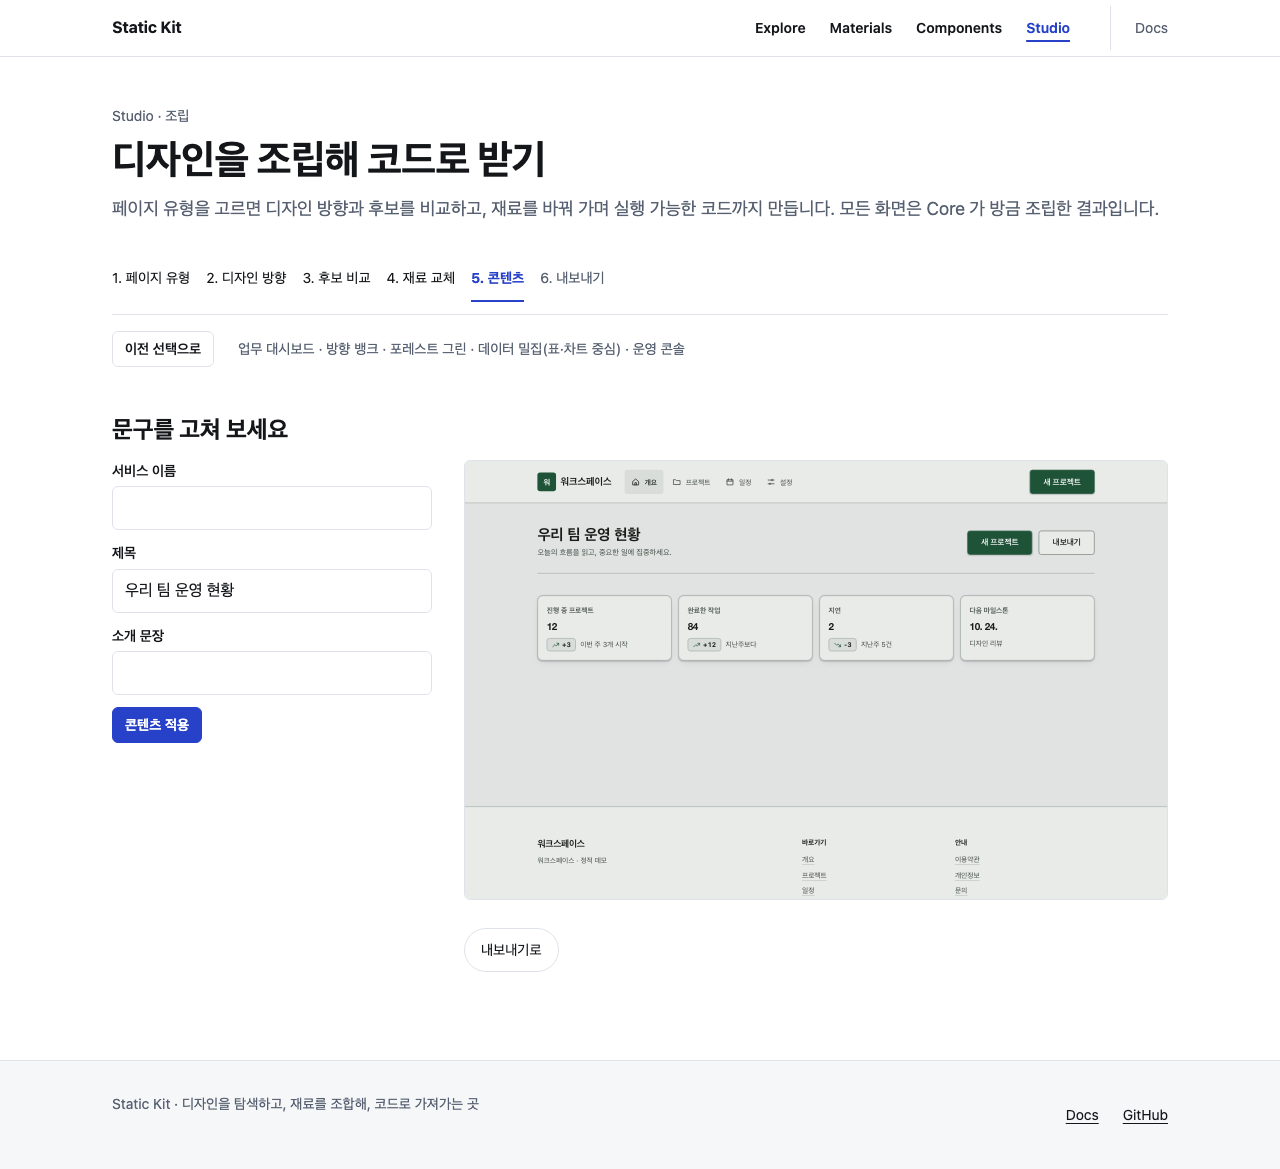 Static Kit
Explore Materials Components Studio Docs
Studio · 조립
디자인을 조립해 코드로 받기
페이지 유형을 고르면 디자인 방향과 후보를 비교하고, 재료를 바꿔 가며 실행 가능한 코드까지 만듭니다. 모든 화면은 Core 가 방금 조립한 결과입니다.
1. 페이지 유형 2. 디자인 방향 3. 후보 비교 4. 재료 교체 5. 콘텐츠 6. 내보내기
이전 선택으로 업무 대시보드 · 방향 뱅크 · 포레스트 그린 · 데이터 밀집(표·차트 중심) · 운영 콘솔
문구를 고쳐 보세요
서비스 이름
제목
우리 팀 운영 현황
소개 문장
콘텐츠 적용
워 워크스페이스 개요 프로젝트 일정 설정 새 프로젝트
우리 팀 운영 현황
오늘의 흐름을 읽고, 중요한 일에 집중하세요.
새 프로젝트 내보내기
진행 중 프로젝트
12
+3 이번 주 3개 시작
완료한 작업
84
+12 지난주보다
지연
2
-3 지난주 5건
다음 마일스톤
10. 24.
디자인 리뷰
워크스페이스
워크스페이스 · 정적 데모
바로가기
개요
프로젝트
일정
안내
이용약관
개인정보
문의
내보내기로
Static Kit · 디자인을 탐색하고, 재료를 조합해, 코드로 가져가는 곳
Docs GitHub